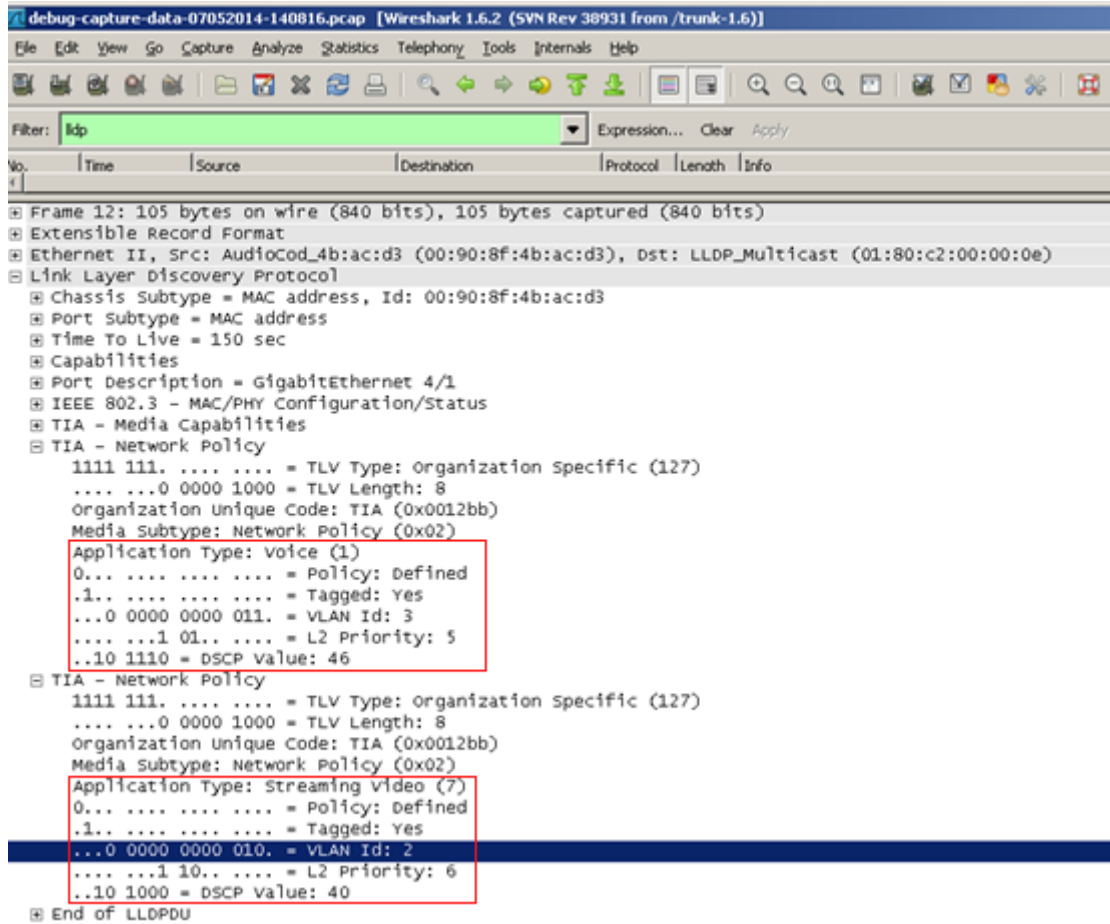 debug-capture-data-07052014-140816.pcap [Wireshark 1.6.2 (SVN Rev 38931 from /trunk-1.6)]
File Edit View Go Capture Analyze Statistics Telephony Tools Internals Help
Filter: lldp Expression... Clear Apply
No. Time Source Destination Protocol Length Info
Frame 12: 105 bytes on wire (840 bits), 105 bytes captured (840 bits)
Extensible Record Format
Ethernet II, Src: AudioCod_4b:ac:d3 (00:90:8f:4b:ac:d3), Dst: LLDP_Multicast (01:80:c2:00:00:0e)
Link Layer Discovery Protocol
Chassis Subtype = MAC address, Id: 00:90:8f:4b:ac:d3
Port Subtype = MAC address
Time To Live = 150 sec
Capabilities
Port Description = GigabitEthernet 4/1
IEEE 802.3 - MAC/PHY Configuration/Status
TIA - Media Capabilities
TIA - Network Policy
1111 111. .... .... = TLV Type: Organization Specific (127)
.... ...0 0000 1000 = TLV Length: 8
Organization Unique Code: TIA (0x0012bb)
Media Subtype: Network Policy (0x02)
Application Type: Voice (1)
0... .... .... .... = Policy: Defined
.1.. .... .... .... = Tagged: Yes
...0 0000 0000 011. = VLAN Id: 3
.... ...1 01.. .... = L2 Priority: 5
..10 1110 = DSCP Value: 46
TIA - Network Policy
1111 111. .... .... = TLV Type: Organization Specific (127)
.... ...0 0000 1000 = TLV Length: 8
Organization Unique Code: TIA (0x0012bb)
Media Subtype: Network Policy (0x02)
Application Type: Streaming Video (7)
0... .... .... .... = Policy: Defined
.1.. .... .... .... = Tagged: Yes
...0 0000 0000 010. = VLAN Id: 2
.... ...1 10.. .... = L2 Priority: 6
..10 1000 = DSCP Value: 40
End of LLDPDU